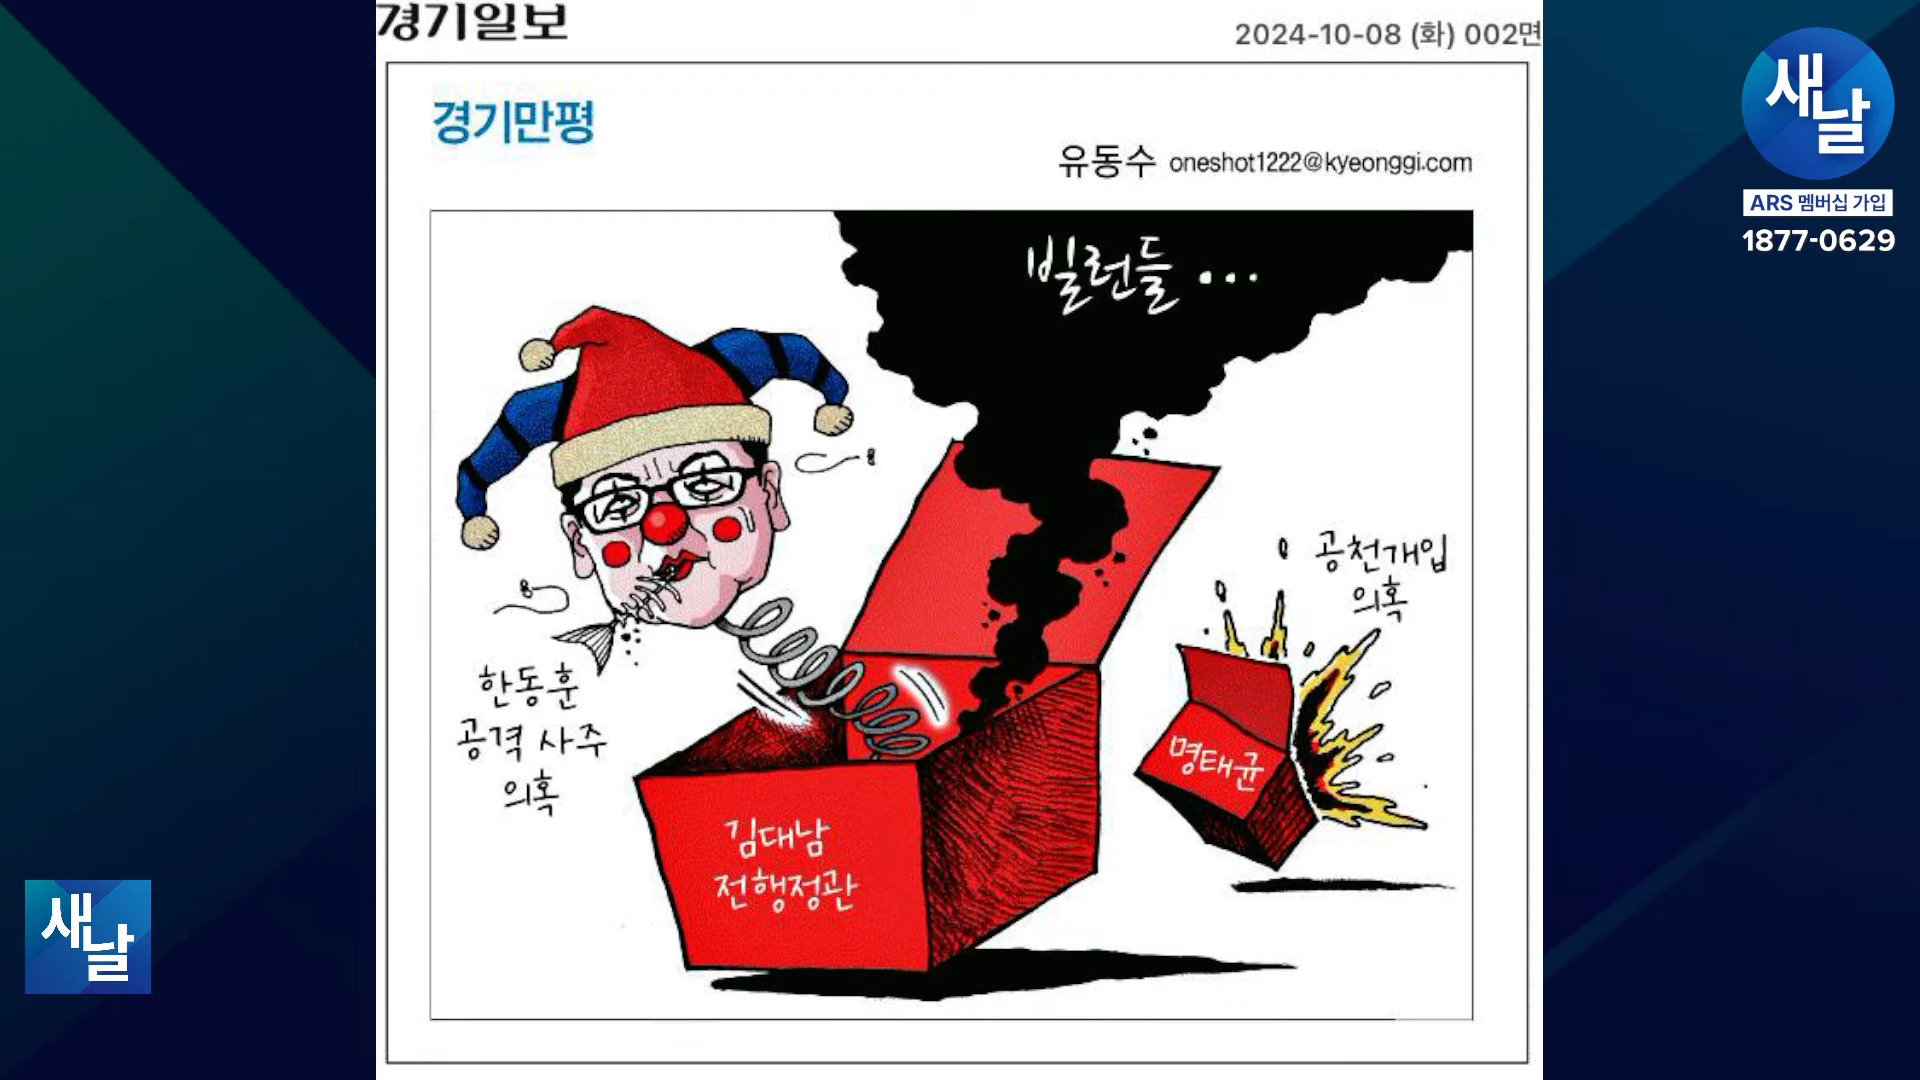 경기일보
2024-10-08 (화) 002면
경기만평
유동수 oneshot1222@kyeonggi.com
빌런들...
한동훈
공격 사주
의혹
김대남
전행정관
공천개입
의혹
명태균
새날
ARS 멤버십 가입
1877-0629
새날